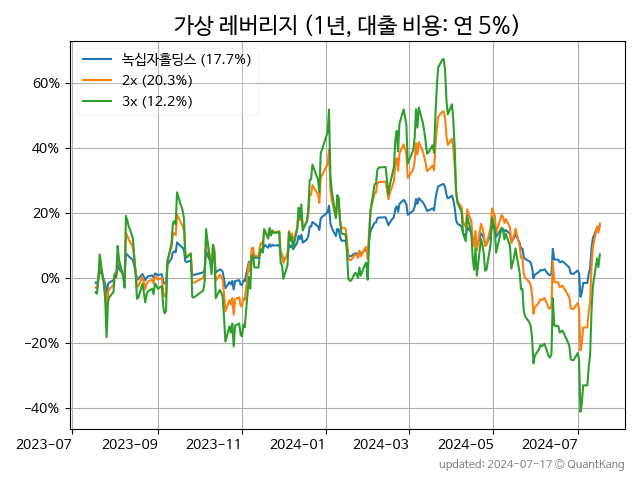 가상 레버리지 (1년, 대출 비용: 연 5%)
녹십자홀딩스 (17.7%)
2x (20.3%)
3x (12.2%)
60%
40%
20%
0%
−20%
−40%
2023-07 2023-09 2023-11 2024-01 2024-03 2024-05 2024-07
updated: 2024-07-17 © QuantKang